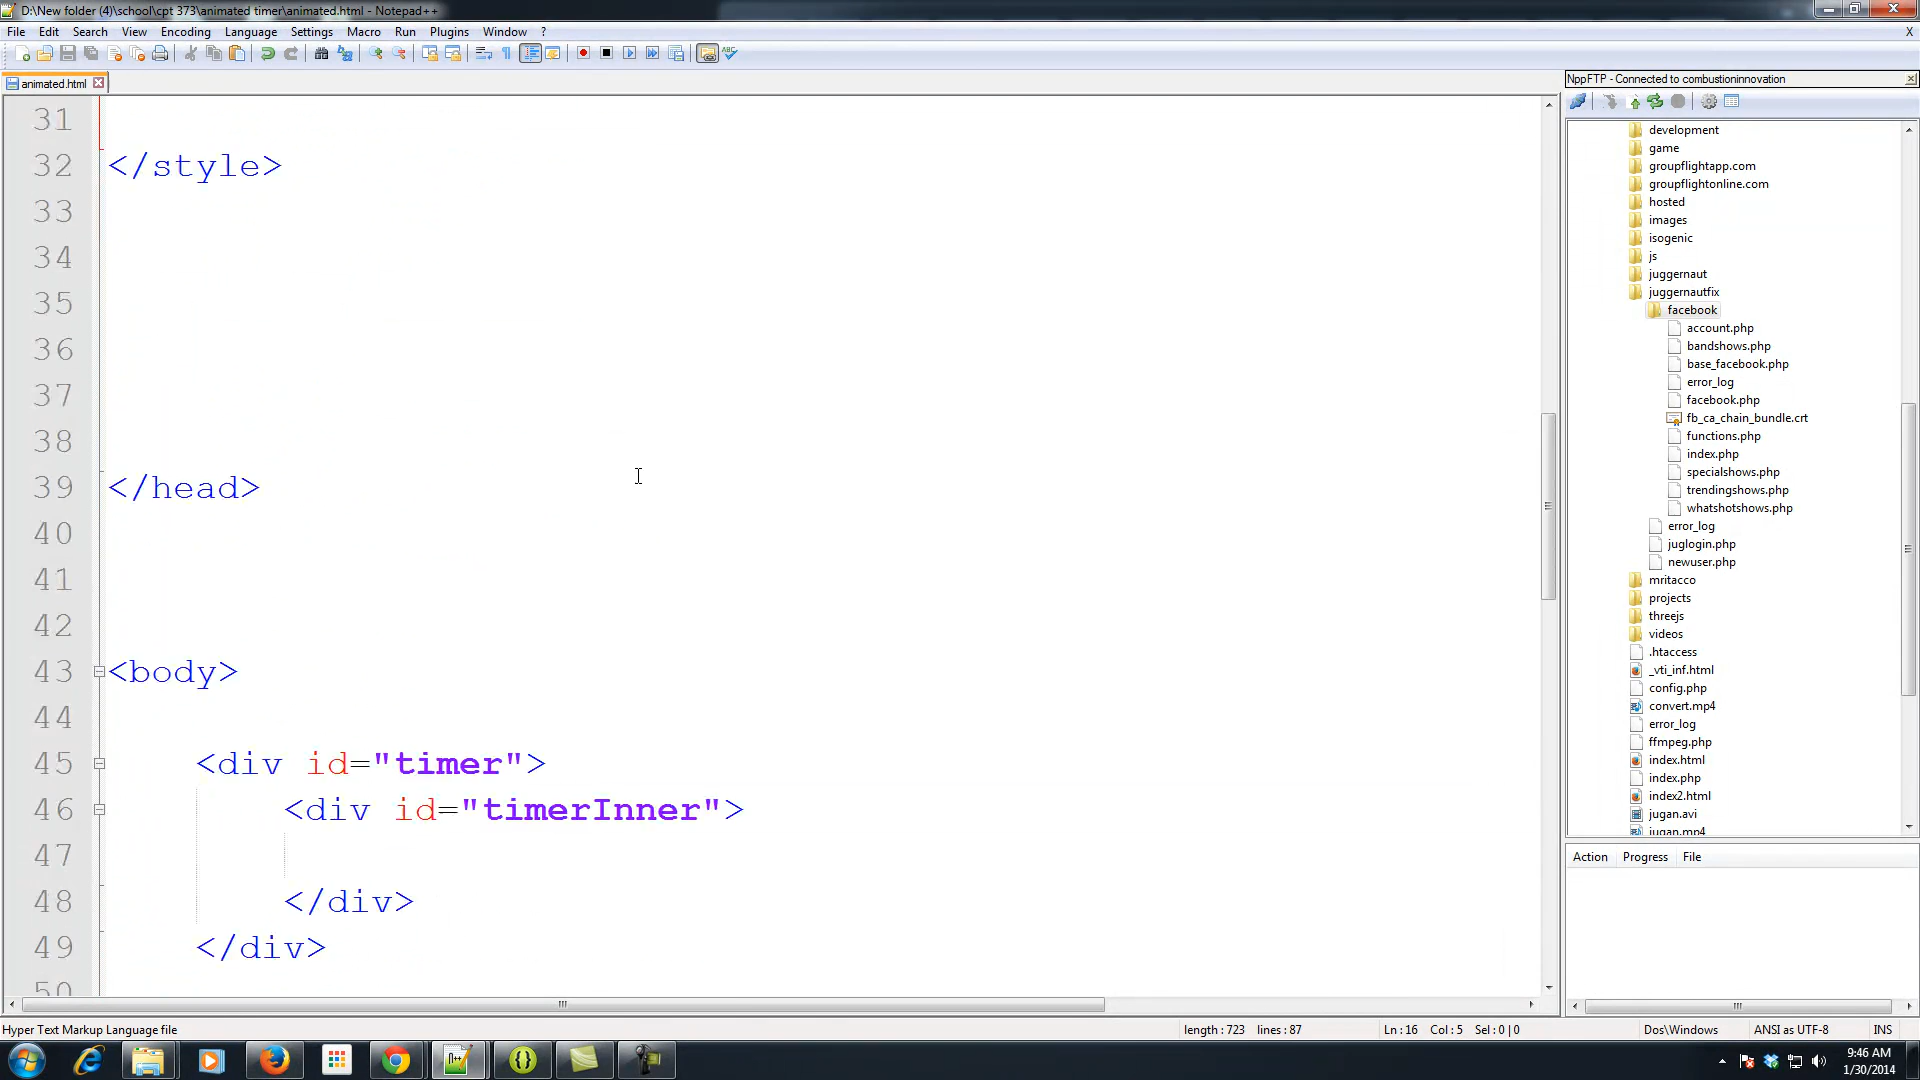 D:\New folder (4)\school\cpt 373\animated timer\animated.html - Notepad++
File Edit Search View Encoding Language Settings Macro Run Plugins Window ? X
animated.html
31
32 </style>
33
34
35
36
37
38
39 </head>
40
41
42
43 <body>
44
45 <div id="timer">
46 <div id="timerInner">
47
48 </div>
49 </div>
50
NppFTP - Connected to combustioninnovation
development
game
groupflightapp.com
groupflightonline.com
hosted
images
isogenic
js
juggernaut
juggernautfix
facebook
account.php
bandshows.php
base_facebook.php
error_log
facebook.php
fb_ca_chain_bundle.crt
functions.php
index.php
specialshows.php
trendingshows.php
whatshotshows.php
error_log
juglogin.php
newuser.php
mritacco
projects
threejs
videos
.htaccess
_vti_inf.html
config.php
convert.mp4
error_log
ffmpeg.php
index.html
index.php
index2.html
jugan.avi
jugan.mp4
Action Progress File
Hyper Text Markup Language file length : 723 lines : 87 Ln : 16 Col : 5 Sel : 0 | 0 Dos\Windows ANSI as UTF-8 INS
9:46 AM
1/30/2014